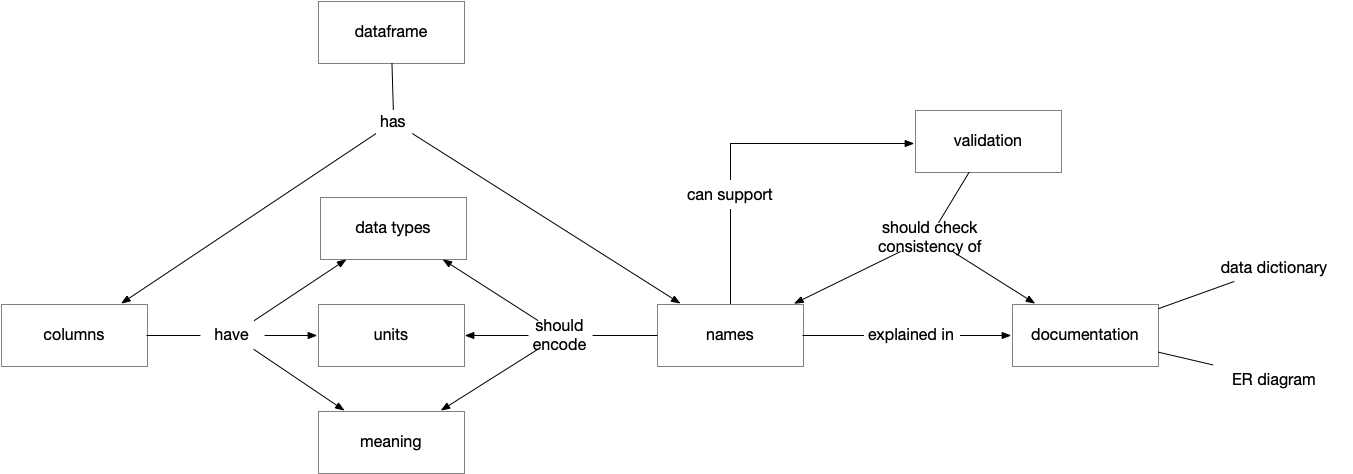 dataframe
has
validation
can support
data types
should check
consistency of
data dictionary
columns
have
units
should
encode
names
explained in
documentation
ER diagram
meaning